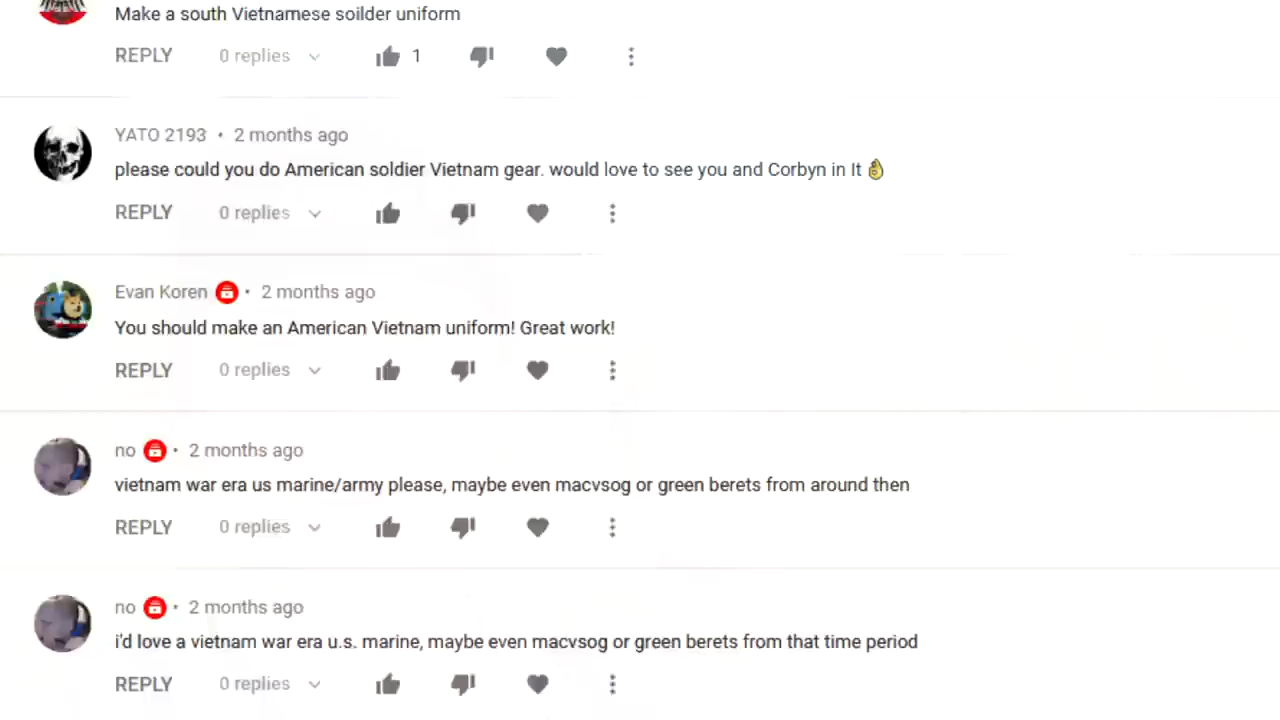 Make a south Vietnamese soilder uniform
REPLY 0 replies 1
YATO 2193 • 2 months ago
please could you do American soldier Vietnam gear. would love to see you and Corbyn in It 👌
REPLY 0 replies
Evan Koren • 2 months ago
You should make an American Vietnam uniform! Great work!
REPLY 0 replies
no • 2 months ago
vietnam war era us marine/army please, maybe even macvsog or green berets from around then
REPLY 0 replies
no • 2 months ago
i'd love a vietnam war era u.s. marine, maybe even macvsog or green berets from that time period
REPLY 0 replies